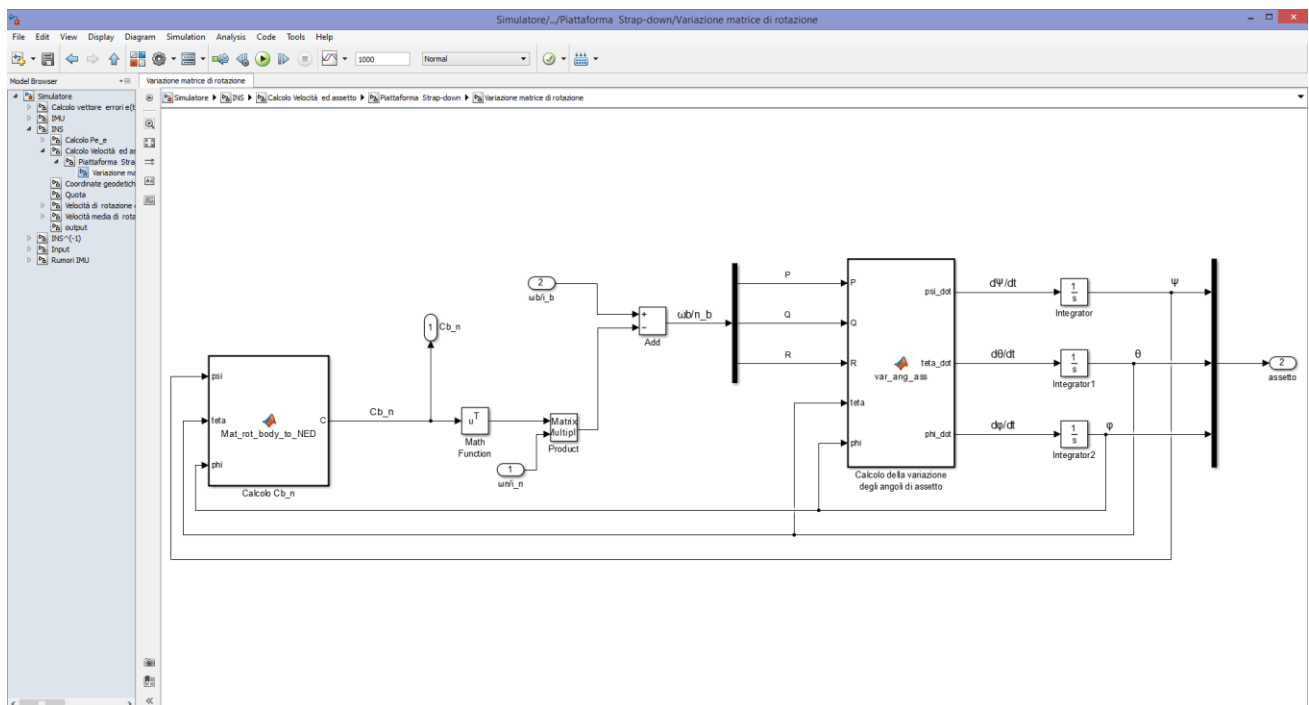 Simulatore/.../Piattaforma Strap-down/Variazione matrice di rotazione
File Edit View Display Diagram Simulation Analysis Code Tools Help
1000 Normal
Model Browser
Variazione matrice di rotazione
Simulatore INS Calcolo Velocità ed assetto Piattaforma Strap-down Variazione matrice di rotazione
Simulatore
Calcolo vettore errori e(t
IMU
INS
Calcolo Pe_e
Calcolo Velocità ed as
Piattaforma Stra
Variazione ma
Coordinate geodetich
Quota
Velocità di rotazione
Velocità media di rota
output
INS^(-1)
Input
Rumori IMU
psi
teta
phi
C
Mat_rot_body_to_NED
Calcolo Cb_n
Cb_n
1
Cb_n
u^T
Math
Function
Matrix
Multipl
Product
1
ωn/i_n
2
ωb/i_b
+
−
Add
ωb/n_b
P
Q
R
P
Q
R
teta
phi
psi_dot
teta_dot
phi_dot
var_ang_ass
Calcolo della variazione
degli angoli di assetto
dΨ/dt
dθ/dt
dφ/dt
1
s
Integrator
1
s
Integrator1
1
s
Integrator2
Ψ
θ
φ
2
assetto